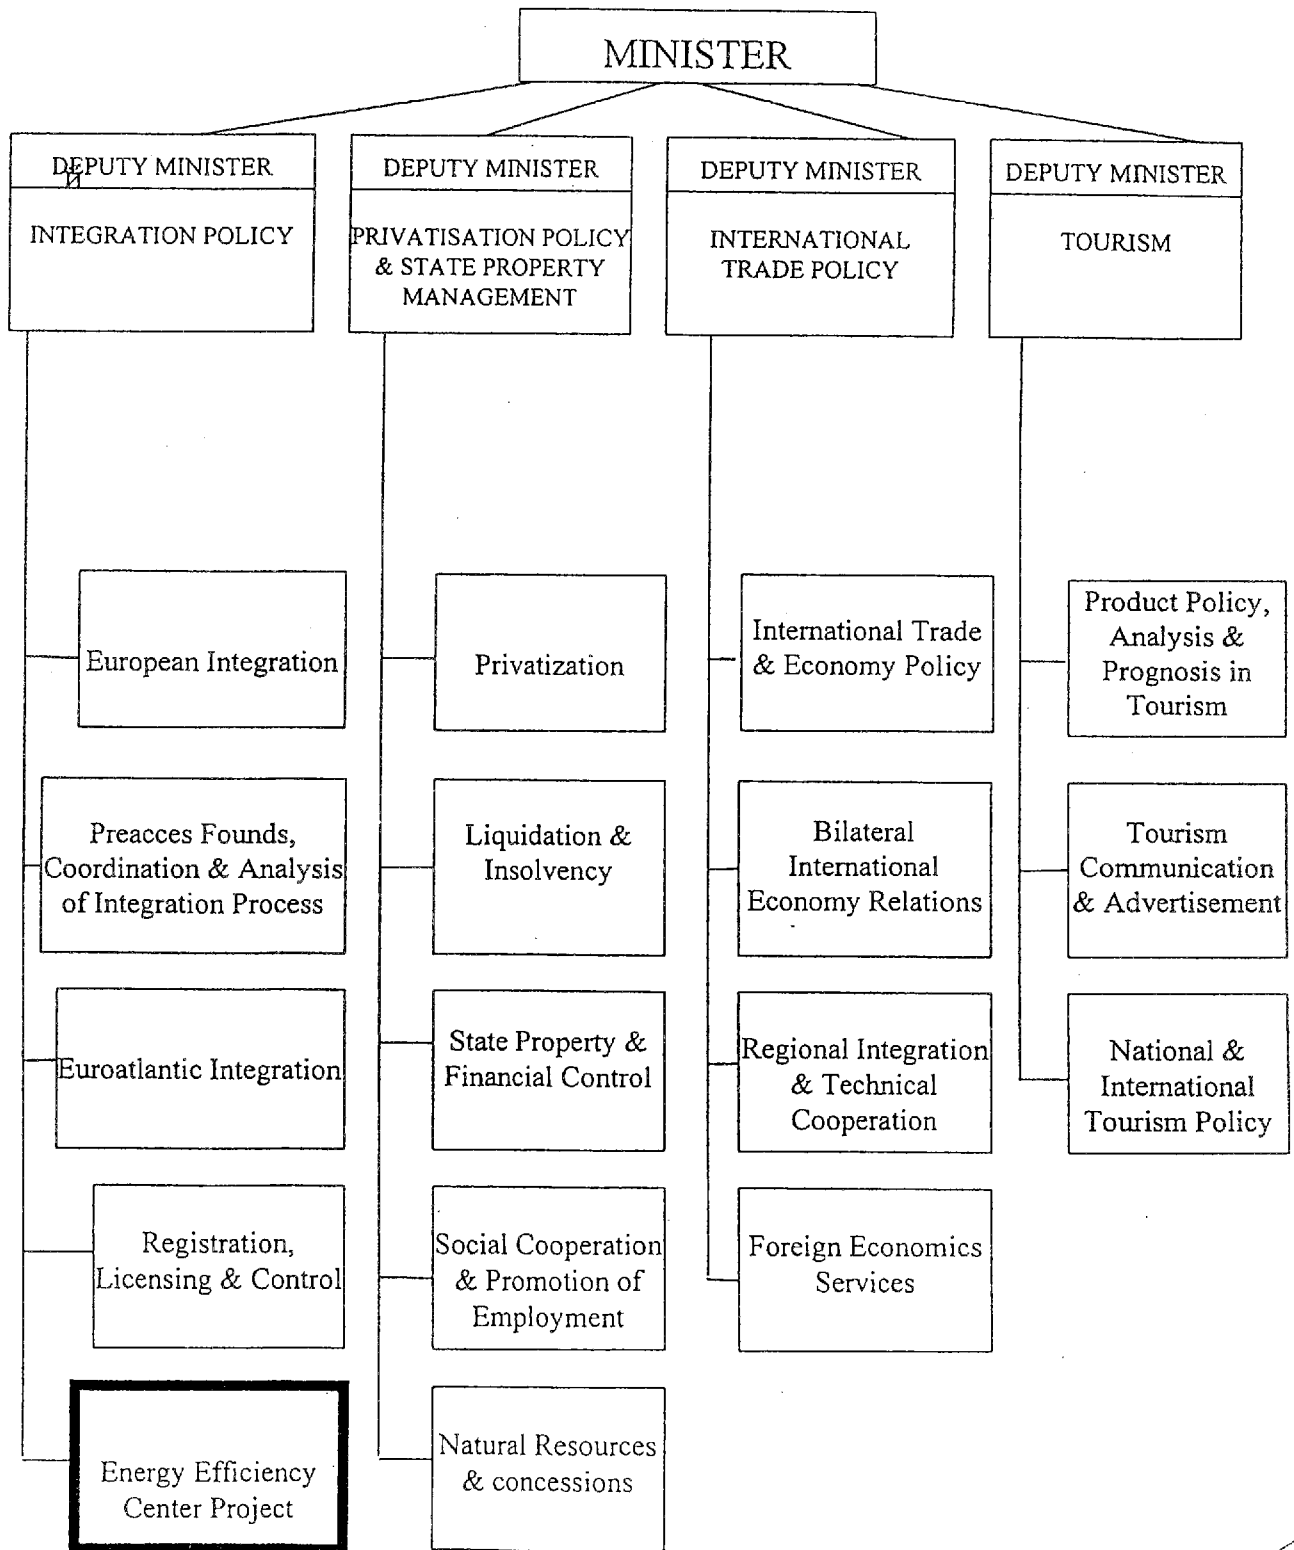 MINISTER
DEPUTY MINISTER
й
INTEGRATION POLICY
DEPUTY MINISTER
PRIVATISATION POLICY
& STATE PROPERTY
MANAGEMENT
DEPUTY MINISTER
INTERNATIONAL
TRADE POLICY
DEPUTY MINISTER
TOURISM
European Integration
Preacces Founds,
Coordination & Analysis
of Integration Process
Euroatlantic Integration
Registration,
Licensing & Control
Energy Efficiency
Center Project
Privatization
Liquidation &
Insolvency
State Property &
Financial Control
Social Cooperation
& Promotion of
Employment
Natural Resources
& concessions
International Trade
& Economy Policy
Bilateral
International
Economy Relations
Regional Integration
& Technical
Cooperation
Foreign Economics
Services
Product Policy,
Analysis &
Prognosis in
Tourism
Tourism
Communication
& Advertisement
National &
International
Tourism Policy